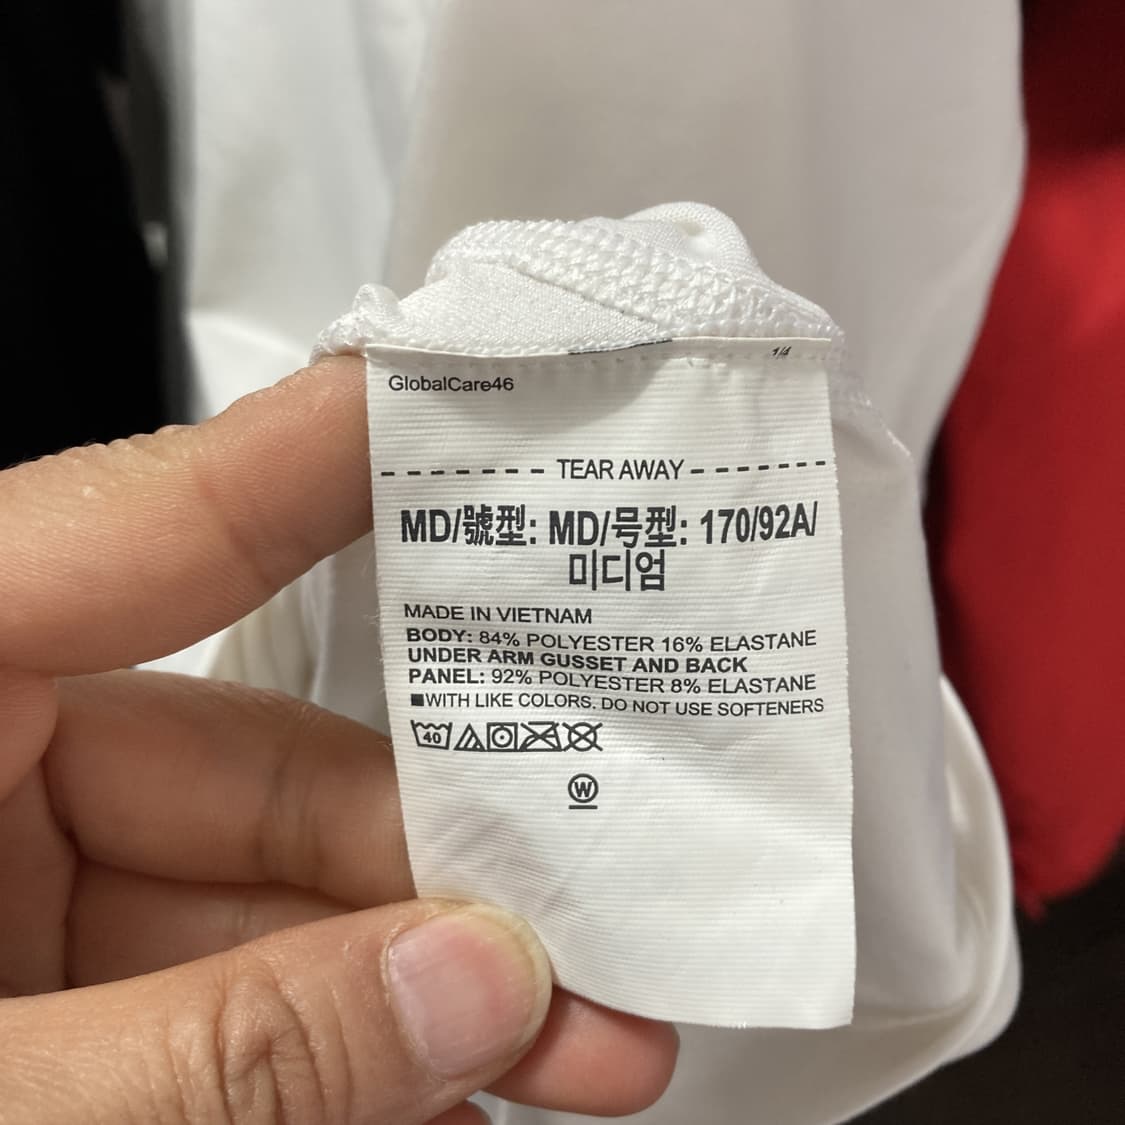 1/4
GlobalCare46
TEAR AWAY
MD/號型: MD/号型: 170/92A/
미디엄
MADE IN VIETNAM
BODY: 84% POLYESTER 16% ELASTANE
UNDER ARM GUSSET AND BACK
PANEL: 92% POLYESTER 8% ELASTANE
■WITH LIKE COLORS. DO NOT USE SOFTENERS
40
W